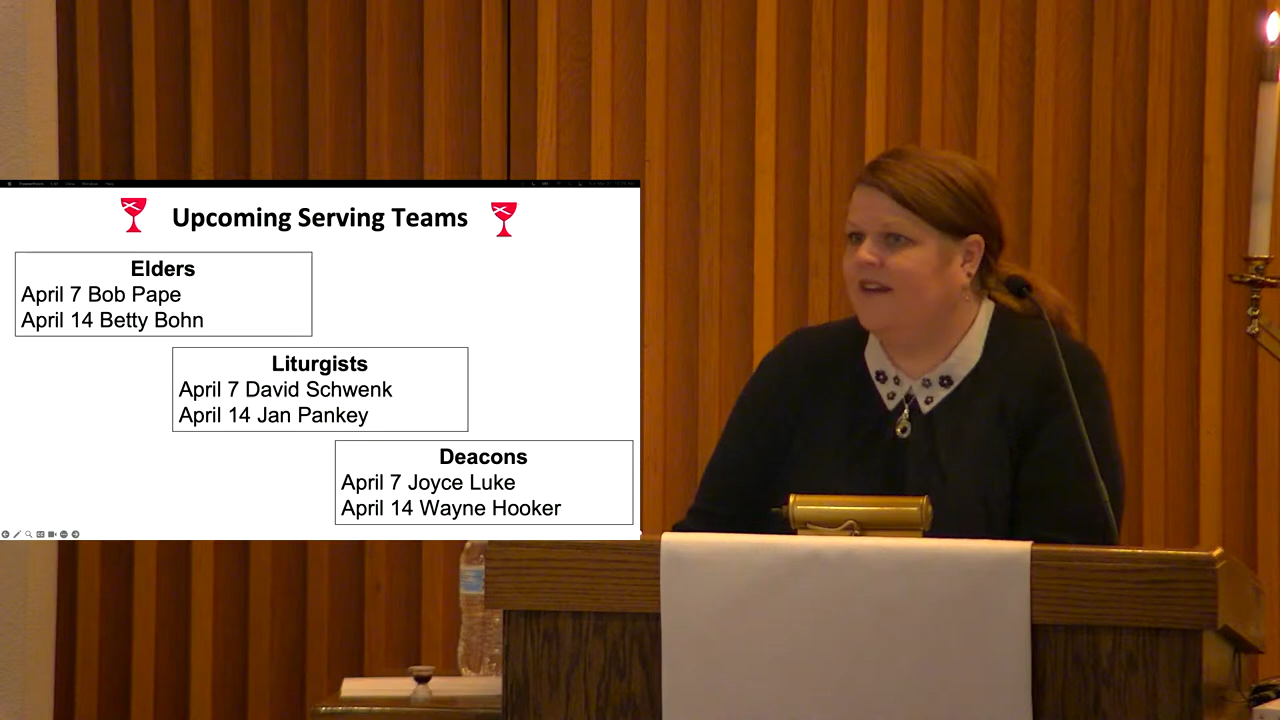 Upcoming Serving Teams
Elders
April 7 Bob Pape
April 14 Betty Bohn
Liturgists
April 7 David Schwenk
April 14 Jan Pankey
Deacons
April 7 Joyce Luke
April 14 Wayne Hooker